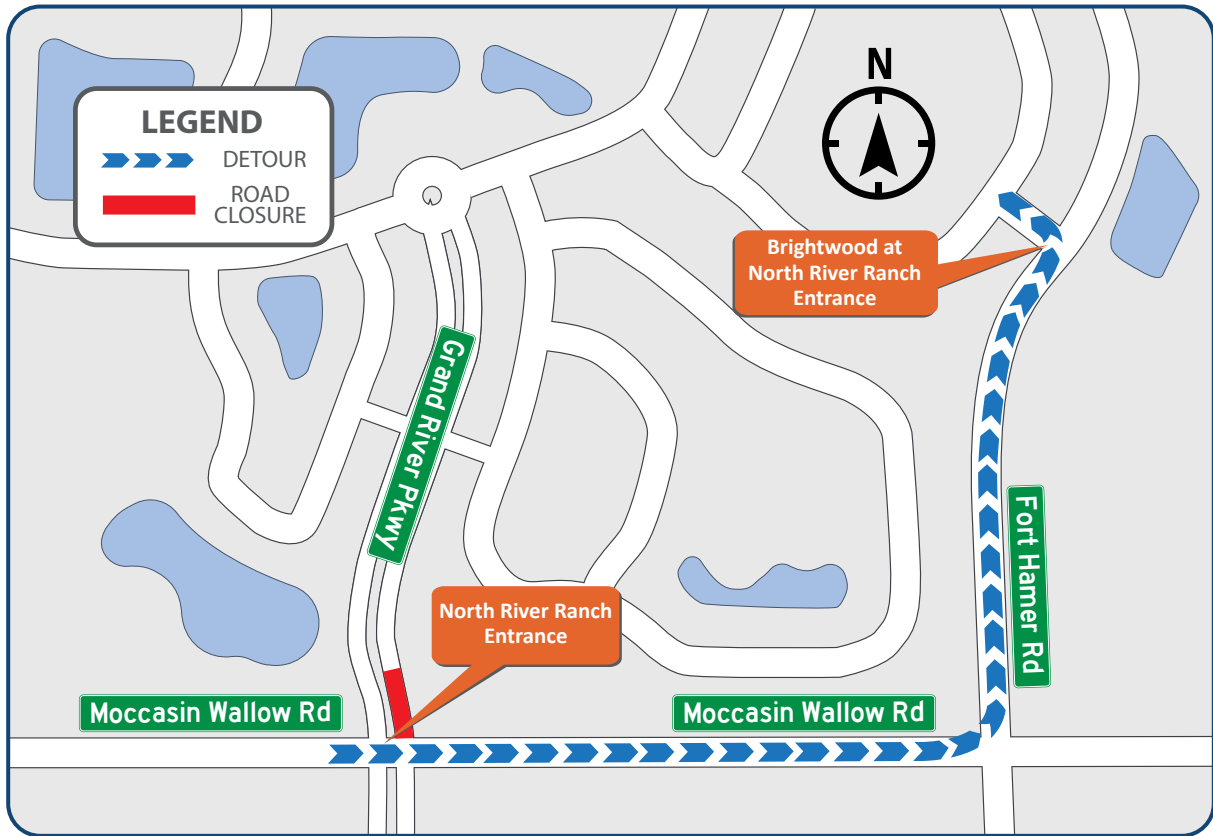 N
LEGEND
DETOUR
ROAD
CLOSURE
Brightwood at
North River Ranch
Entrance
Grand River Pkwy
Fort Hamer Rd
North River Ranch
Entrance
Moccasin Wallow Rd
Moccasin Wallow Rd